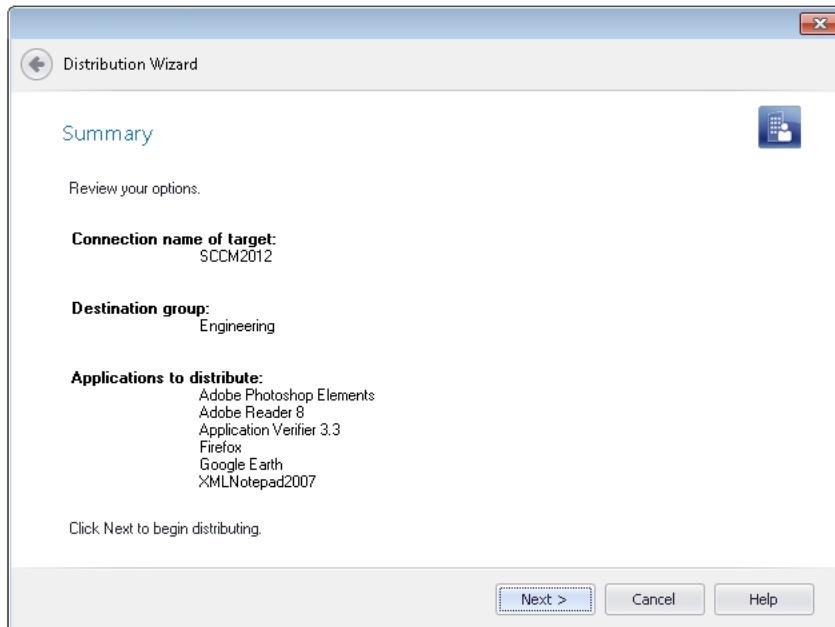 Distribution Wizard
Summary
Review your options.
Connection name of target:
SCCM2012
Destination group:
Engineering
Applications to distribute:
Adobe Photoshop Elements
Adobe Reader 8
Application Verifier 3.3
Firefox
Google Earth
XMLNotepad2007
Click Next to begin distributing.
Next >
Cancel
Help